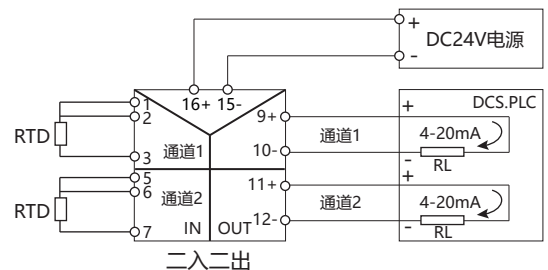 +
DC24V电源
-
16+ 15-
DCS.PLC
1
2
9+
+
RTD
通道1
4-20mA
3
通道1
10-
-
RL
5
11+
+
6
通道2
RTD
通道2
4-20mA
7
IN
OUT
12-
-
RL
二入二出